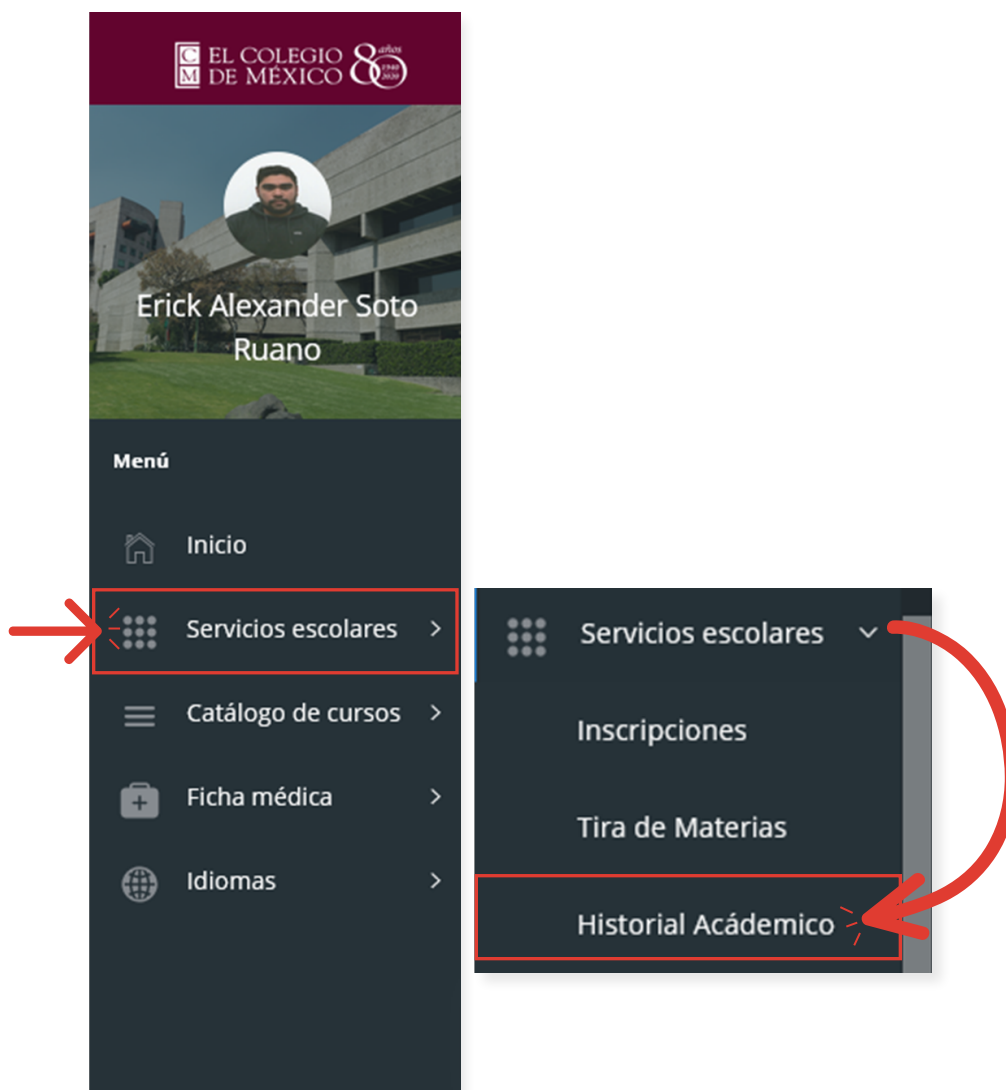 C M EL COLEGIO DE MÉXICO 80 años 1940 2020
Erick Alexander Soto
Ruano
Menú
Inicio
Servicios escolares
Catálogo de cursos
Ficha médica
Idiomas
Servicios escolares
Inscripciones
Tira de Materias
Historial Acádemico